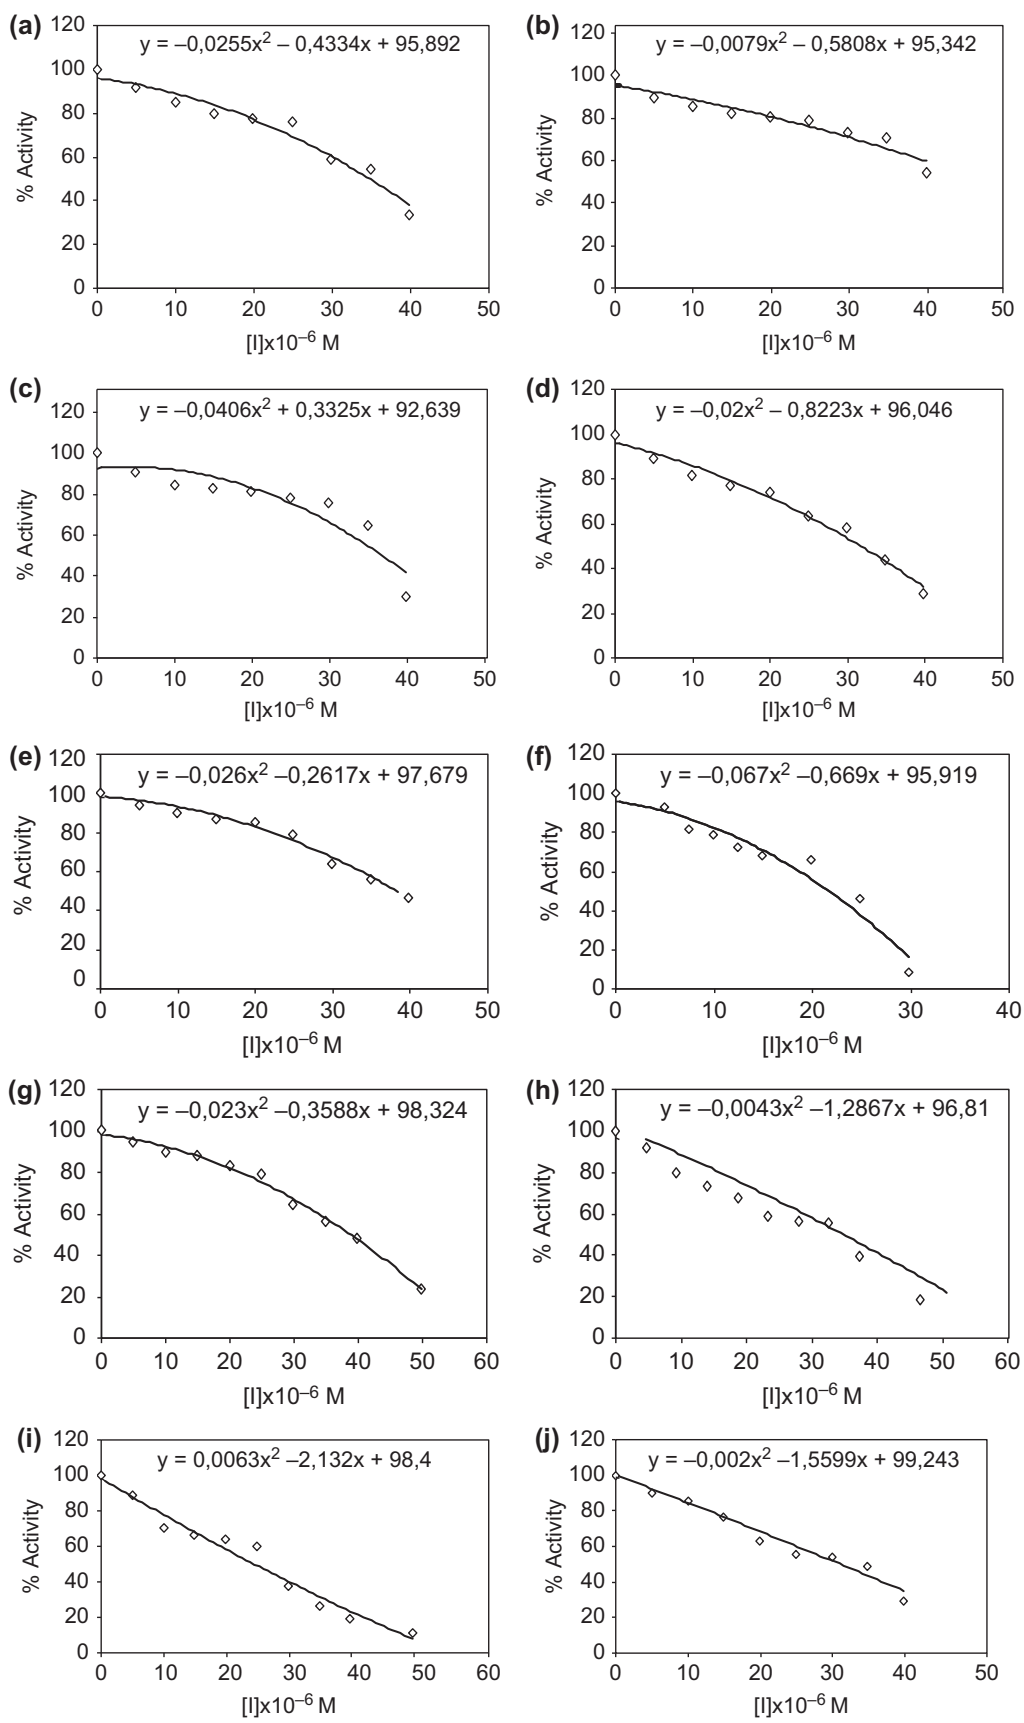 (a)
y = –0,0255x² – 0,4334x + 95,892
120
100
80
60
40
20
0
% Activity
0 10 20 30 40 50
[I]x10⁻⁶ M
(b)
y = –0,0079x² – 0,5808x + 95,342
120
100
80
60
40
20
0
% Activity
0 10 20 30 40 50
[I]x10⁻⁶ M
(c)
y = –0,0406x² + 0,3325x + 92,639
120
100
80
60
40
20
0
% Activity
0 10 20 30 40 50
[I]x10⁻⁶ M
(d)
y = –0,02x² – 0,8223x + 96,046
120
100
80
60
40
20
0
% Activity
0 10 20 30 40 50
[I]x10⁻⁶ M
(e)
y = –0,026x² –0,2617x + 97,679
120
100
80
60
40
20
0
% Activity
0 10 20 30 40 50
[I]x10⁻⁶ M
(f)
y = –0,067x² –0,669x + 95,919
120
100
80
60
40
20
0
% Activity
0 10 20 30 40
[I]x10⁻⁶ M
(g)
y = –0,023x² –0,3588x + 98,324
120
100
80
60
40
20
0
% Activity
0 10 20 30 40 50 60
[I]x10⁻⁶ M
(h)
y = –0,0043x² –1,2867x + 96,81
120
100
80
60
40
20
0
% Activity
0 10 20 30 40 50 60
[I]x10⁻⁶ M
(i)
y = 0,0063x² –2,132x + 98,4
120
100
80
60
40
20
0
% Activity
0 10 20 30 40 50 60
[I]x10⁻⁶ M
(j)
y = –0,002x² –1,5599x + 99,243
120
100
80
60
40
20
0
% Activity
0 10 20 30 40 50
[I]x10⁻⁶ M